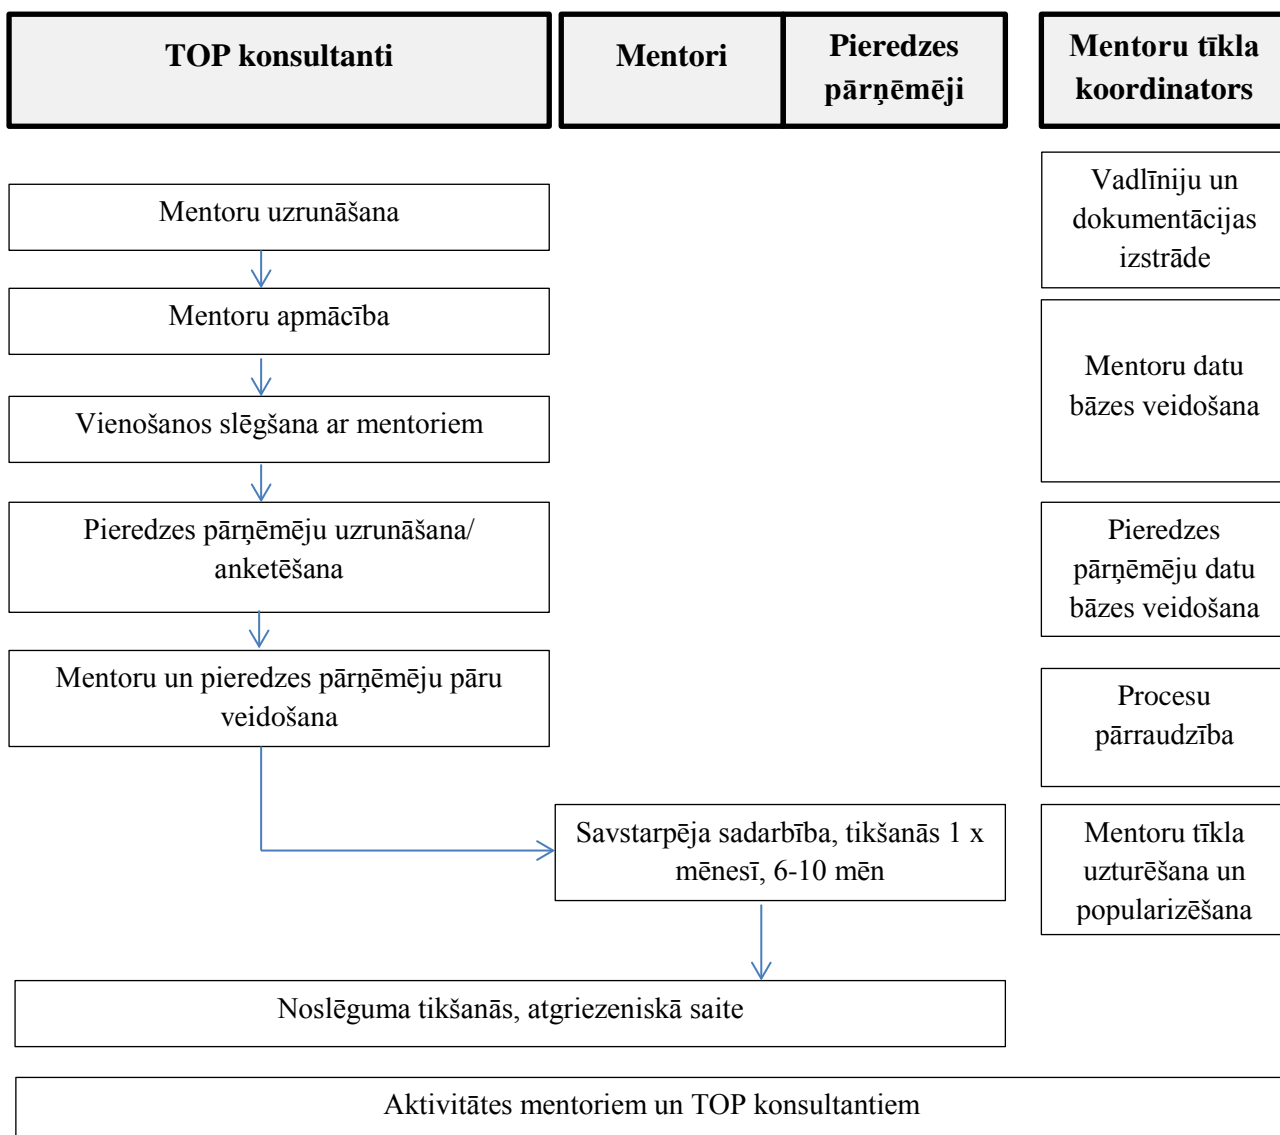 TOP konsultanti
Mentori
Pieredzes
pārņēmēji
Mentoru tīkla
koordinators
Mentoru uzrunāšana
Mentoru apmācība
Vienošanos slēgšana ar mentoriem
Pieredzes pārņēmēju uzrunāšana/
anketēšana
Mentoru un pieredzes pārņēmēju pāru
veidošana
Savstarpēja sadarbība, tikšanās 1 x
mēnesī, 6-10 mēn
Noslēguma tikšanās, atgriezeniskā saite
Vadlīniju un
dokumentācijas
izstrāde
Mentoru datu
bāzes veidošana
Pieredzes
pārņēmēju datu
bāzes veidošana
Procesu
pārraudzība
Mentoru tīkla
uzturēšana un
popularizēšana
Aktivitātes mentoriem un TOP konsultantiem